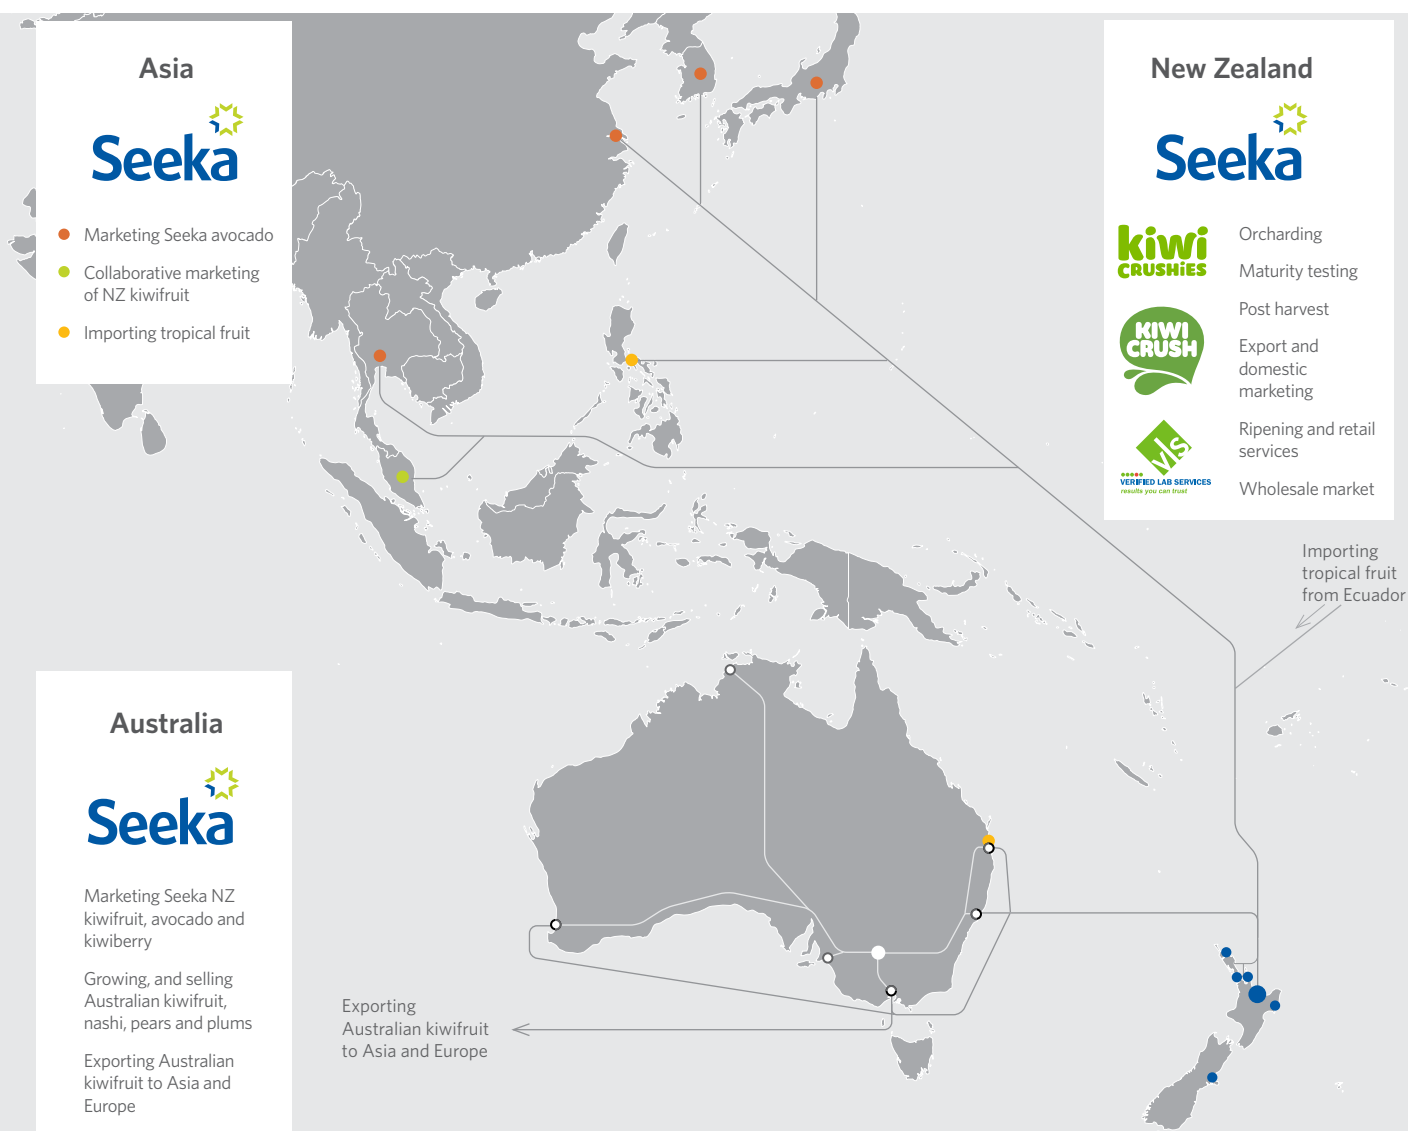 Asia
Seeka
Marketing Seeka avocado
Collaborative marketing
of NZ kiwifruit
Importing tropical fruit
New Zealand
Seeka
kiwi
CRUSHiES
KIWI
CRUSH
vls
VERIFIED LAB SERVICES
results you can trust
Orcharding
Maturity testing
Post harvest
Export and
domestic
marketing
Ripening and retail
services
Wholesale market
Importing
tropical fruit
from Ecuador
Australia
Seeka
Marketing Seeka NZ
kiwifruit, avocado and
kiwiberry
Growing, and selling
Australian kiwifruit,
nashi, pears and plums
Exporting Australian
kiwifruit to Asia and
Europe
Exporting
Australian kiwifruit
to Asia and Europe